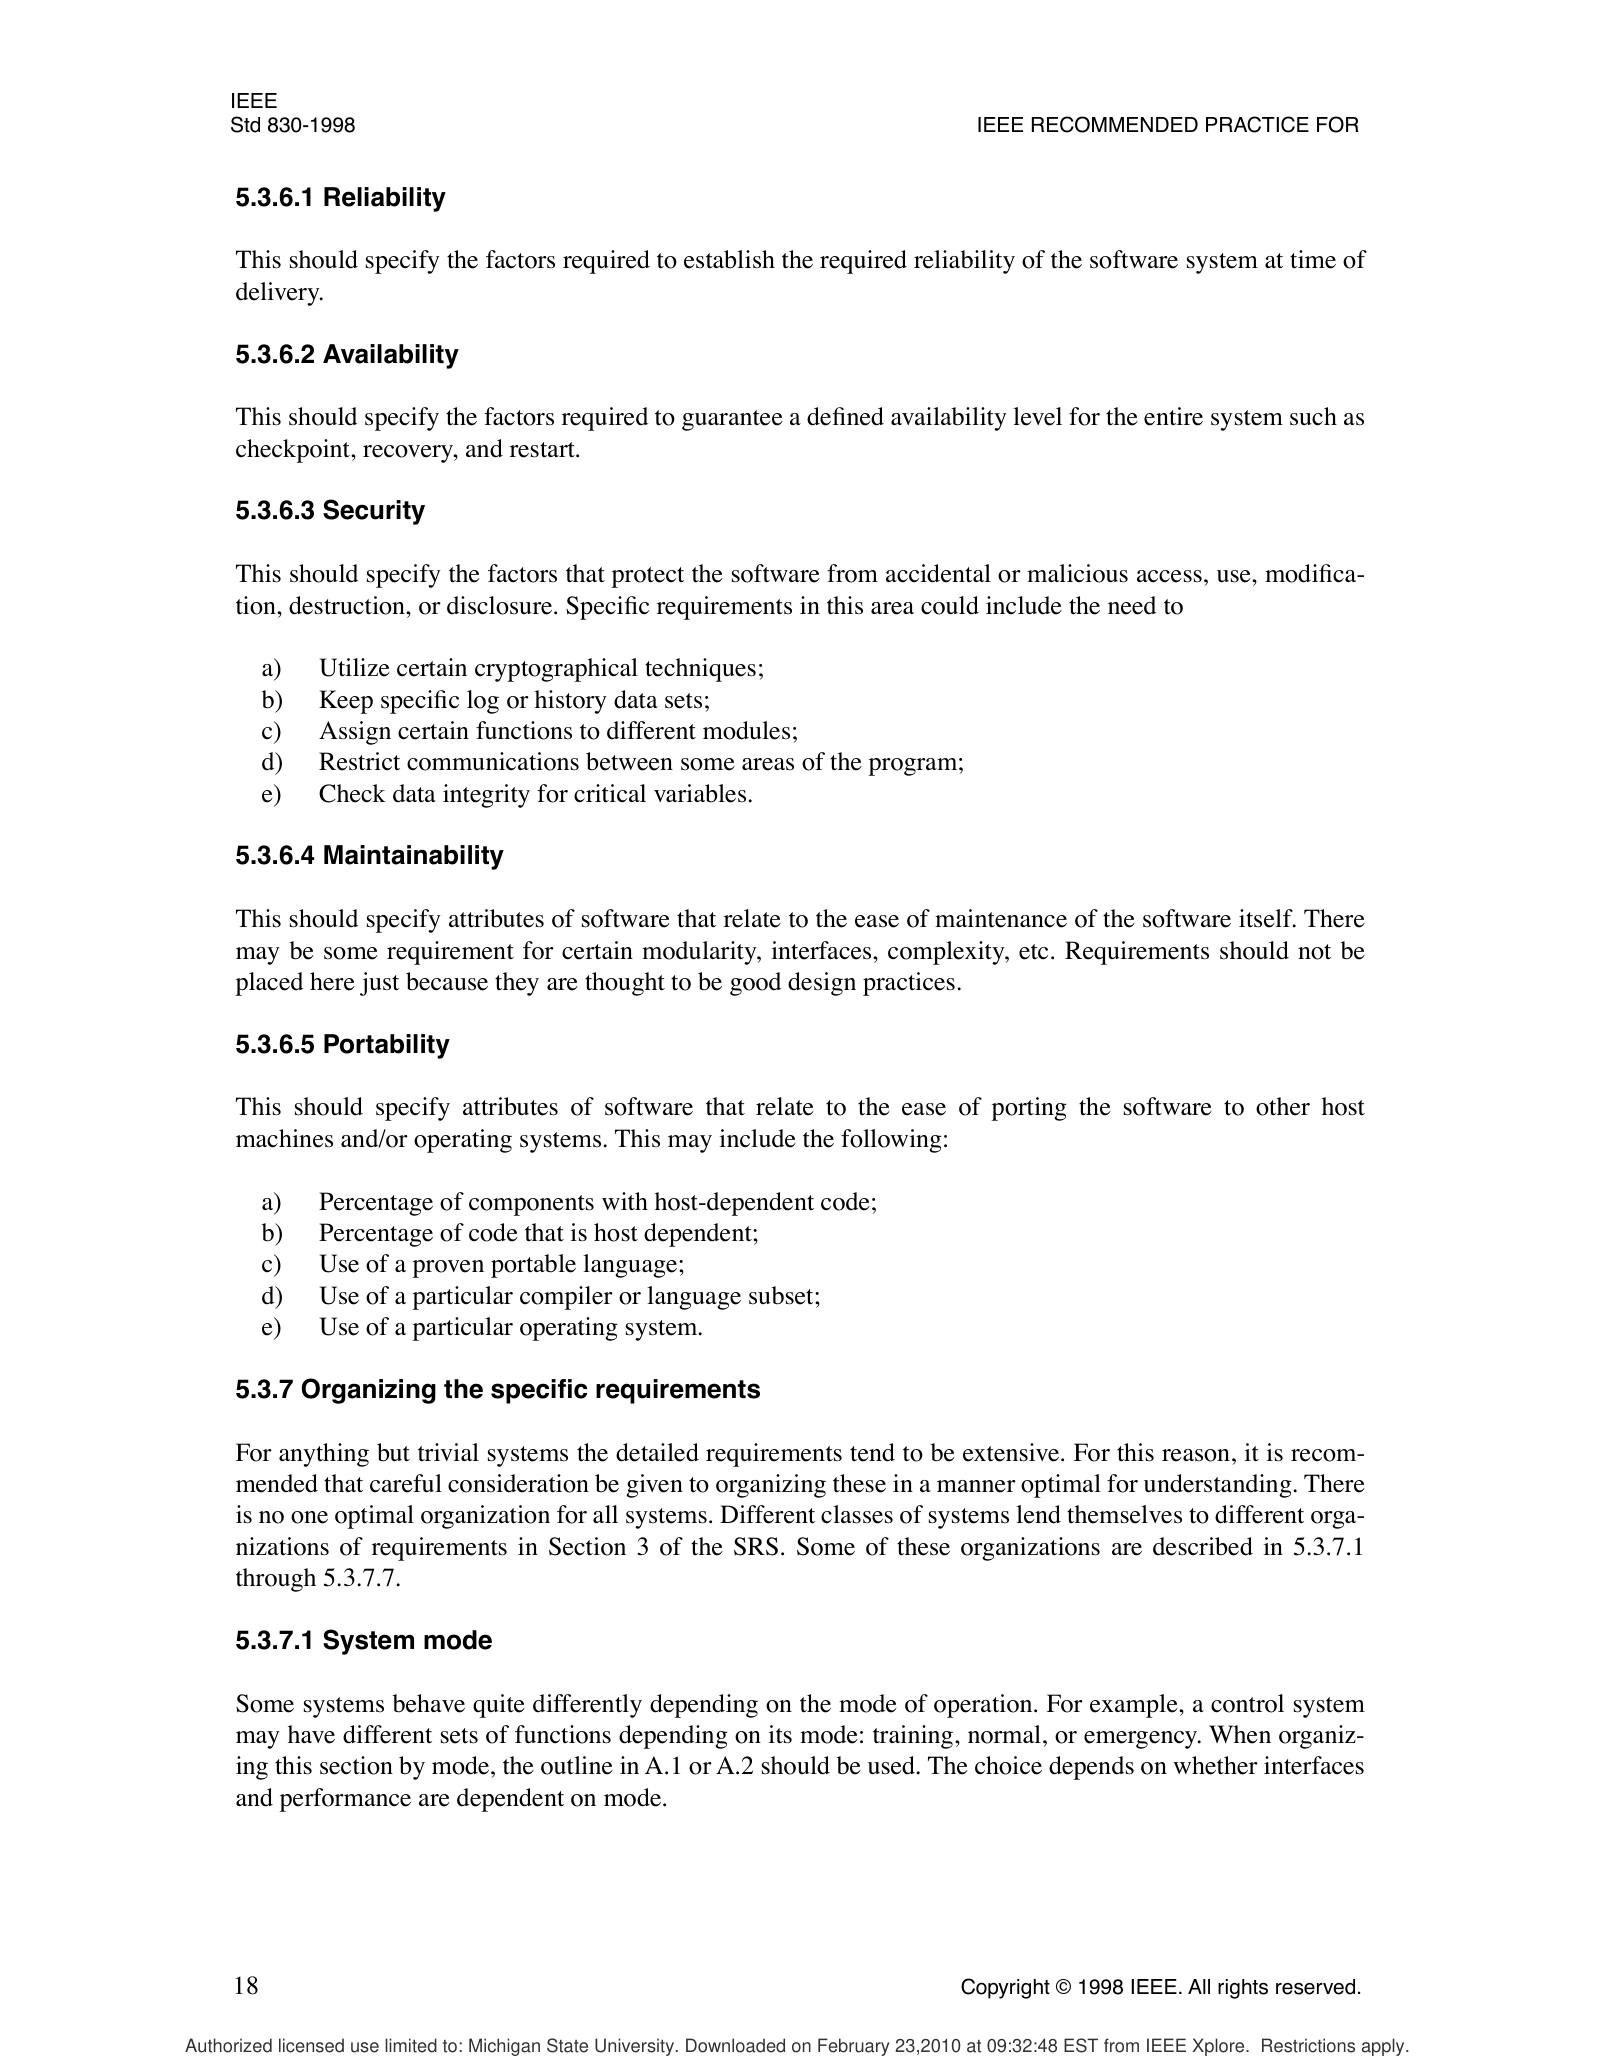 IEEE
Std 830-1998
IEEE RECOMMENDED PRACTICE FOR
5.3.6.1 Reliability
This should specify the factors required to establish the required reliability of the software system at time of
delivery.
5.3.6.2 Availability
This should specify the factors required to guarantee a defined availability level for the entire system such as
checkpoint, recovery, and restart.
5.3.6.3 Security
This should specify the factors that protect the software from accidental or malicious access, use, modifica-
tion, destruction, or disclosure. Specific requirements in this area could include the need to
a) Utilize certain cryptographical techniques;
b) Keep specific log or history data sets;
c) Assign certain functions to different modules;
d) Restrict communications between some areas of the program;
e) Check data integrity for critical variables.
5.3.6.4 Maintainability
This should specify attributes of software that relate to the ease of maintenance of the software itself. There
may be some requirement for certain modularity, interfaces, complexity, etc. Requirements should not be
placed here just because they are thought to be good design practices.
5.3.6.5 Portability
This should specify attributes of software that relate to the ease of porting the software to other host
machines and/or operating systems. This may include the following:
a) Percentage of components with host-dependent code;
b) Percentage of code that is host dependent;
c) Use of a proven portable language;
d) Use of a particular compiler or language subset;
e) Use of a particular operating system.
5.3.7 Organizing the specific requirements
For anything but trivial systems the detailed requirements tend to be extensive. For this reason, it is recom-
mended that careful consideration be given to organizing these in a manner optimal for understanding. There
is no one optimal organization for all systems. Different classes of systems lend themselves to different orga-
nizations of requirements in Section 3 of the SRS. Some of these organizations are described in 5.3.7.1
through 5.3.7.7.
5.3.7.1 System mode
Some systems behave quite differently depending on the mode of operation. For example, a control system
may have different sets of functions depending on its mode: training, normal, or emergency. When organiz-
ing this section by mode, the outline in A.1 or A.2 should be used. The choice depends on whether interfaces
and performance are dependent on mode.
18
Copyright © 1998 IEEE. All rights reserved.
Authorized licensed use limited to: Michigan State University. Downloaded on February 23,2010 at 09:32:48 EST from IEEE Xplore. Restrictions apply.